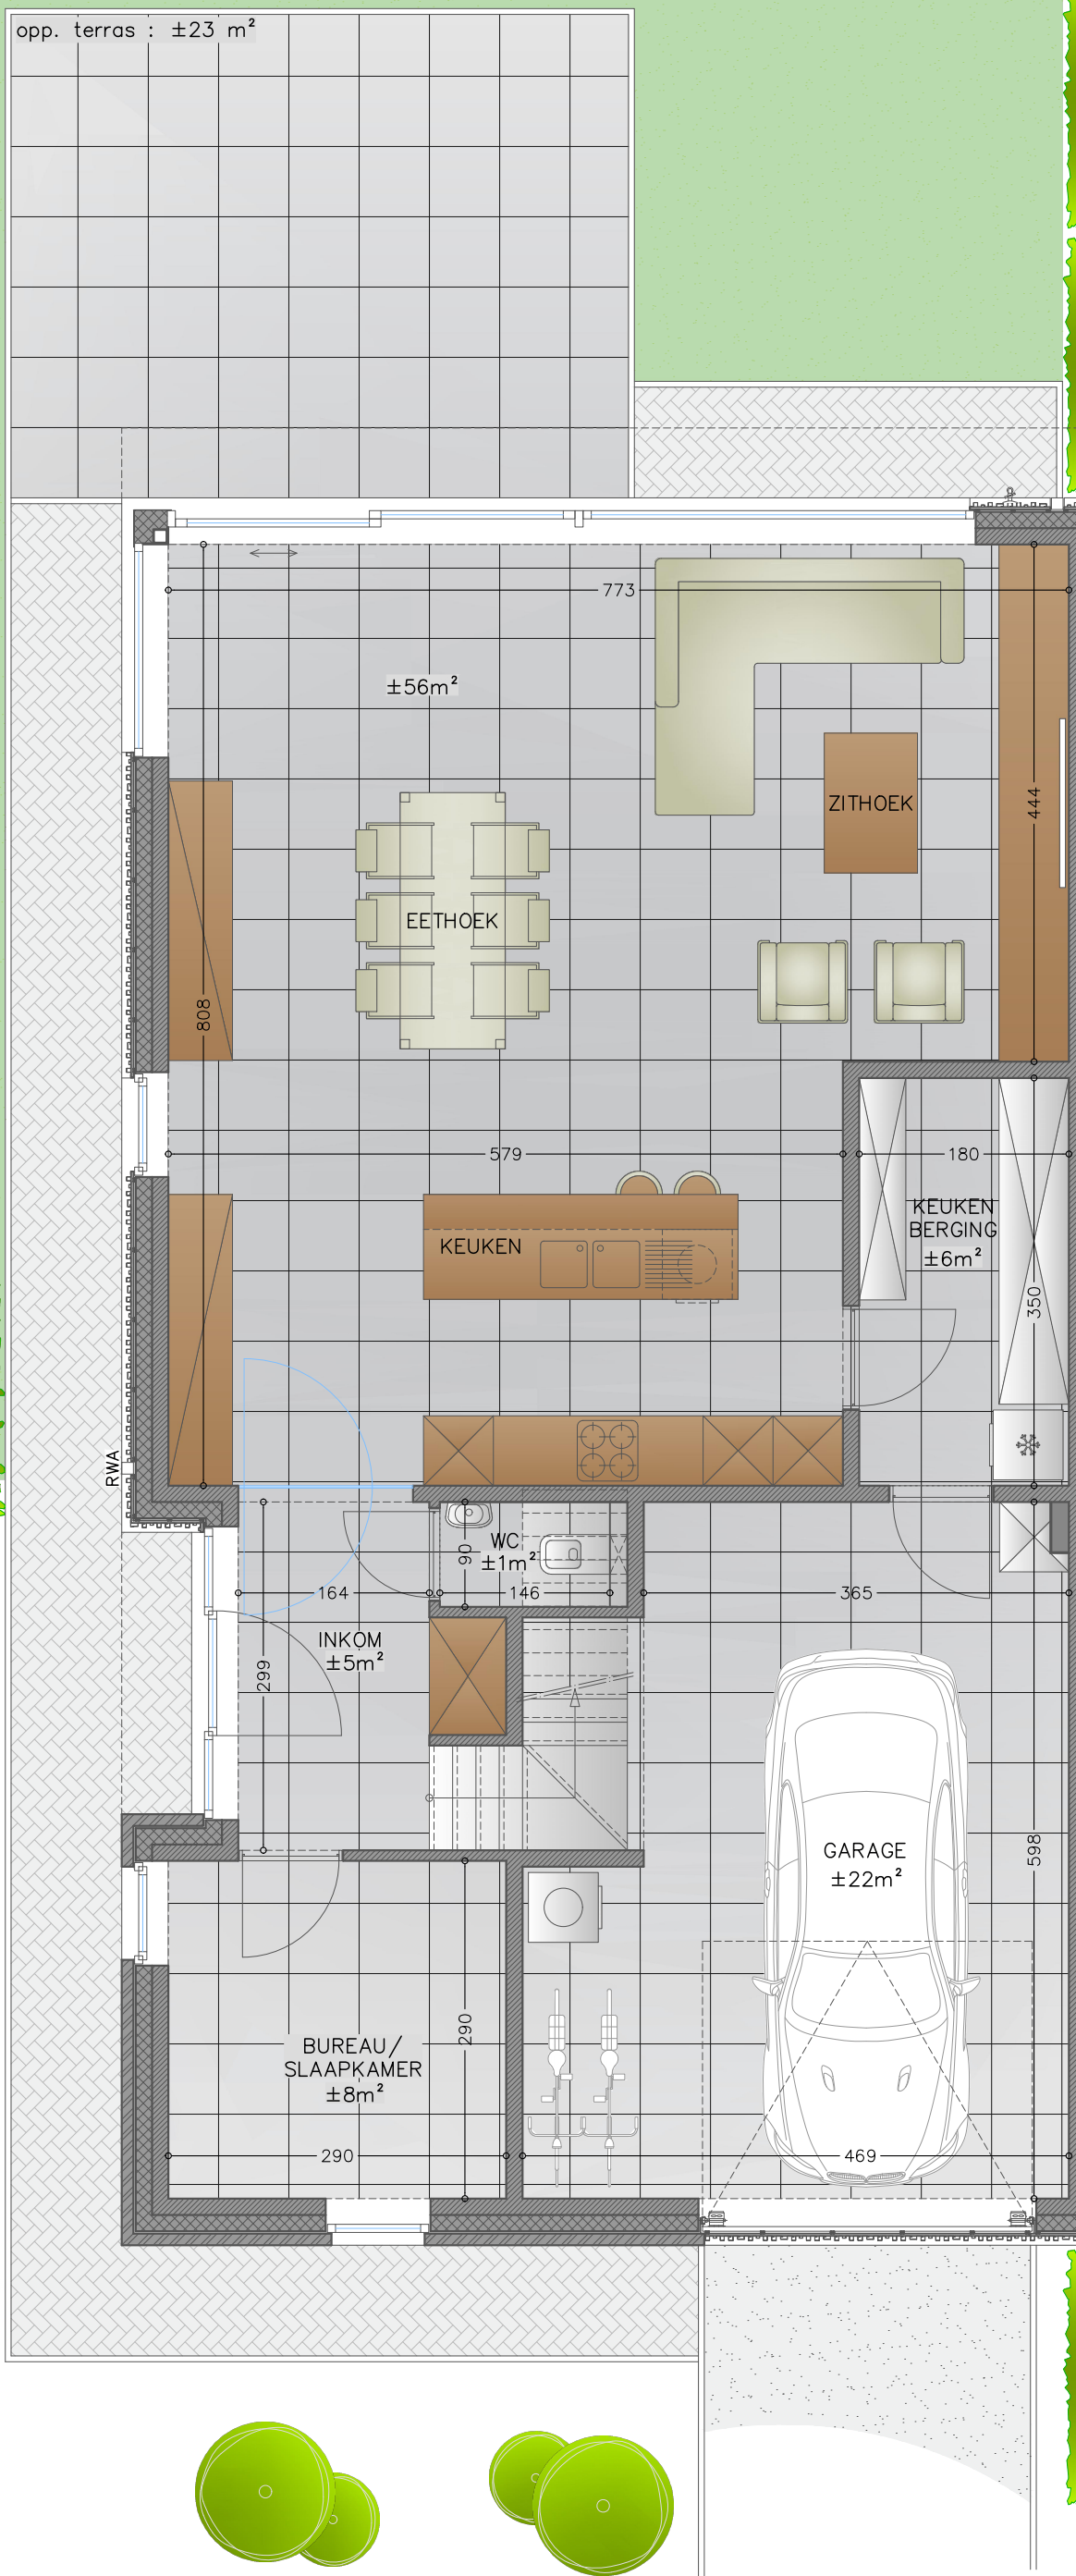 opp. terras : ±23 m²
773
±56m²
ZITHOEK
444
EETHOEK
808
579
180
KEUKEN
BERGING
±6m²
KEUKEN
350
RWA
WC
±1m²
90
164
146
365
INKOM
±5m²
299
GARAGE
±22m²
598
BUREAU/
SLAAPKAMER
±8m²
290
290
469